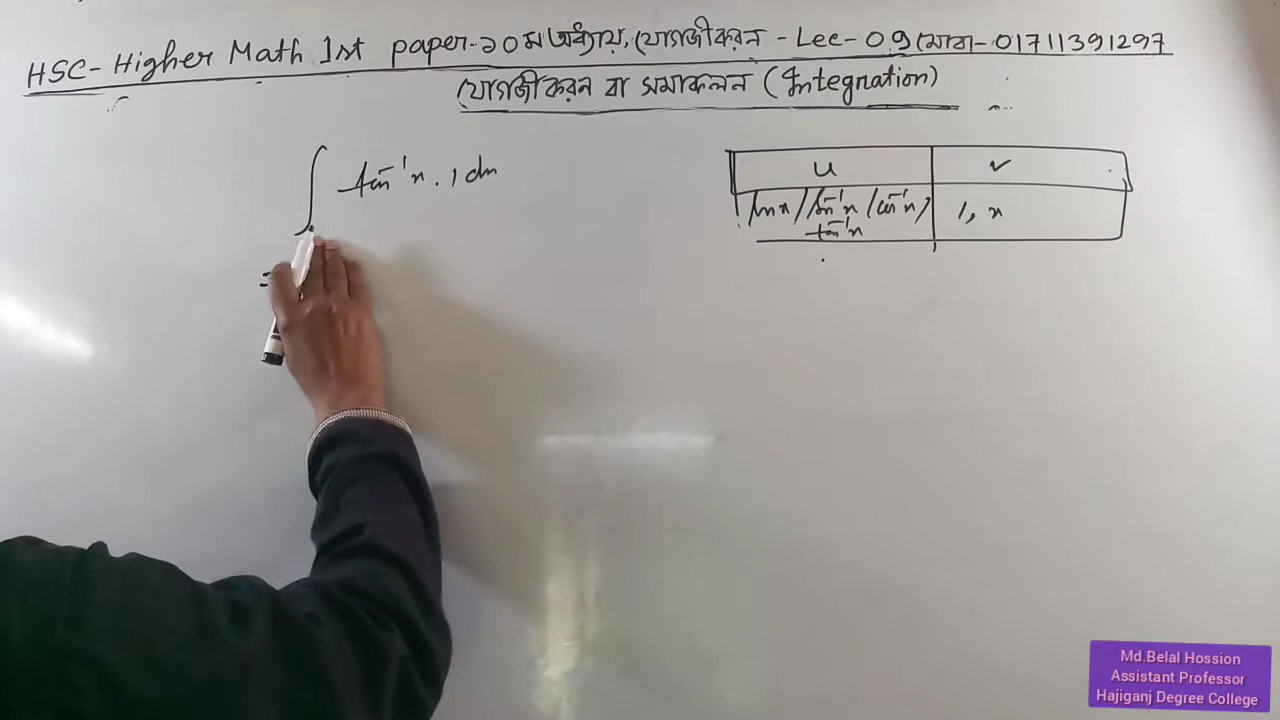 HSC- Higher Math 1st paper-১০ম অধ্যায়, যোগজীকরন - Lec- 09 (মোবা- 01711391297
যোগজীকরন বা সমাকলন (Integration)
∫ tan⁻¹x . 1 dx
u v
lnx/sin⁻¹x/cos⁻¹x/ 1, x
tan⁻¹x
=
Md.Belal Hossion
Assistant Professor
Hajiganj Degree College